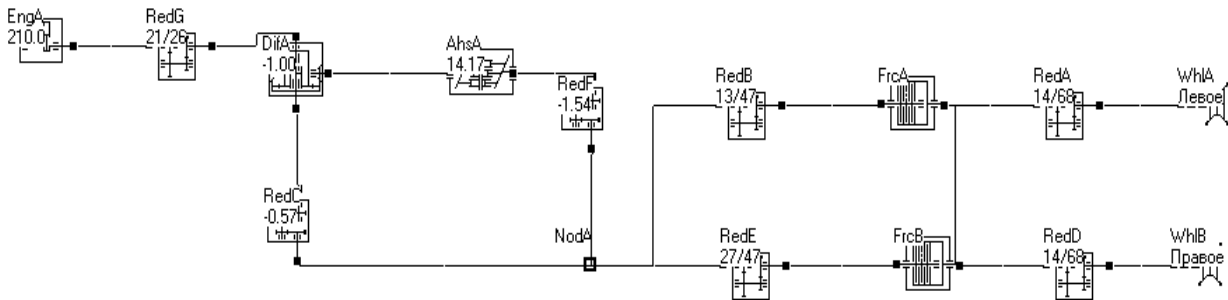 EngA
210.0
RedG
21/26
DifA
-1.00
AhsA
14.17
RedF
-1.54
RedB
13/47
FrcA
RedA
14/68
WhlA
Левое
RedC
-0.57
NodA
RedE
27/47
FrcB
RedD
14/68
WhlB
Правое